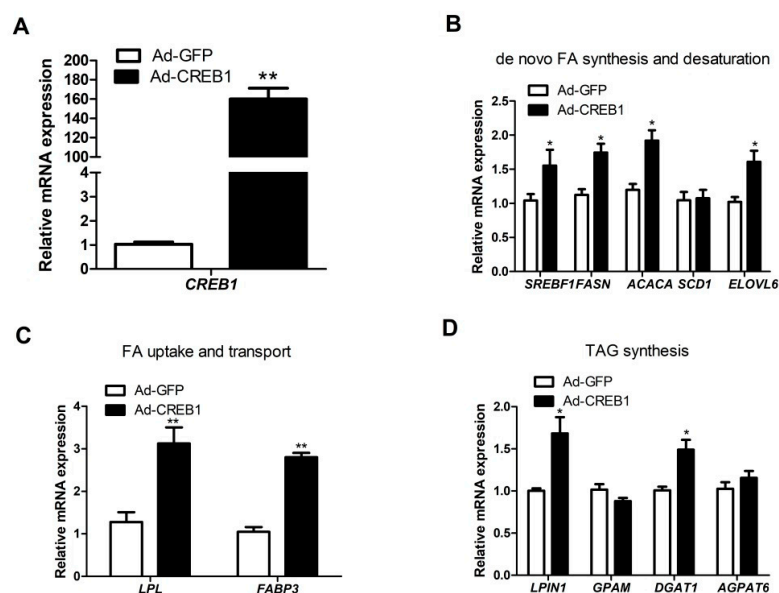 A
Ad-GFP
Ad-CREB1
Relative mRNA expression
200
180
160
140
120
100
80
4
3
2
1
0
**
CREB1
B
de novo FA synthesis and desaturation
Ad-GFP
Ad-CREB1
Relative mRNA expression
2.5
2.0
1.5
1.0
0.5
0.0
* * * *
SREBF1 FASN ACACA SCD1 ELOVL6
C
FA uptake and transport
Ad-GFP
Ad-CREB1
Relative mRNA expression
4
3
2
1
0
** **
LPL FABP3
D
TAG synthesis
Ad-GFP
Ad-CREB1
Relative mRNA expression
2.0
1.5
1.0
0.5
0.0
* *
LPIN1 GPAM DGAT1 AGPAT6